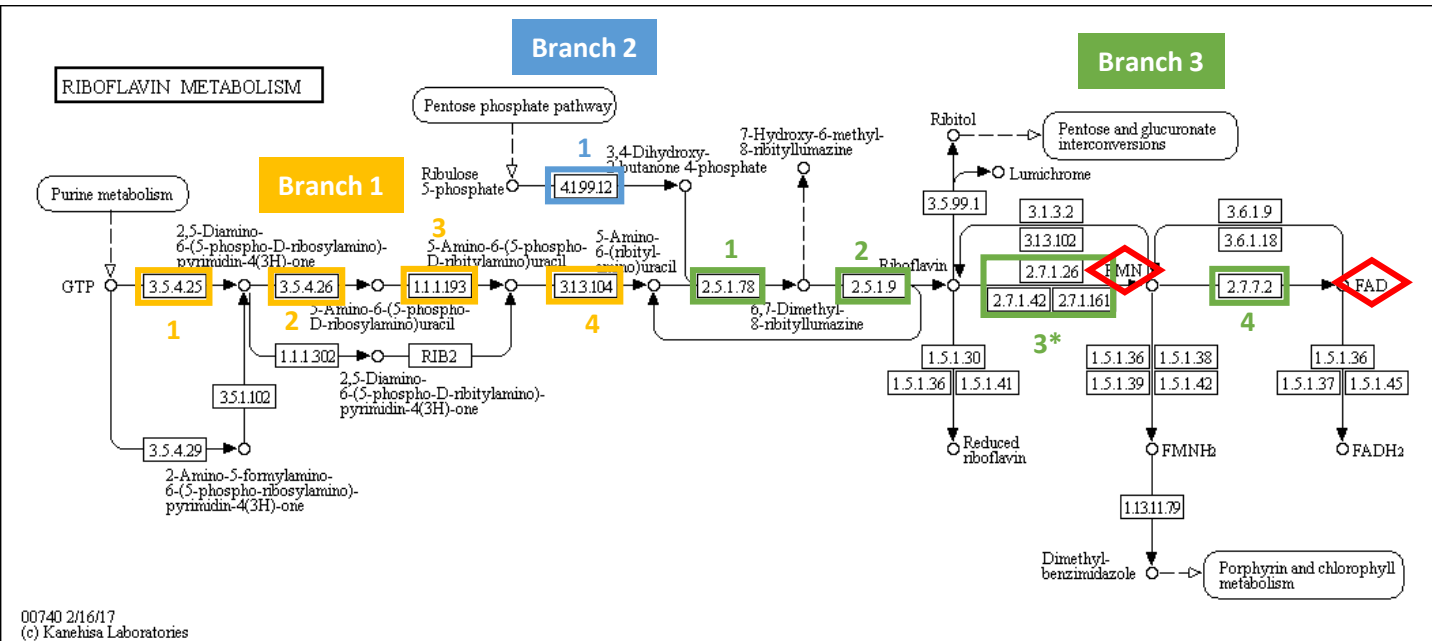 Branch 2
Branch 3
RIBOFLAVIN METABOLISM
Pentose phosphate pathway
Ribitol
Pentose and glucuronate
interconversions
7-Hydroxy-6-methyl-
8-ribityllumazine
1
3,4-Dihydroxy-
2-butanone 4-phosphate
Ribulose
5-phosphate
4.1.99.12
Lumichrome
Branch 1
Purine metabolism
3.5.99.1
3.1.3.2
3.6.1.9
2,5-Diamino-
6-(5-phospho-D-ribosylamino)-
pyrimidin-4(3H)-one
3
5-Amino-6-(5-phospho-
D-ribitylamino)uracil
5-Amino-
6-(ribityl-
amino)uracil
3.1.3.102
3.6.1.18
1
2
Riboflavin
2.7.1.26
FMN
GTP
3.5.4.25
3.5.4.26
1.1.1.193
3.1.3.104
2.5.1.78
2.5.1.9
2.7.7.2
FAD
2.7.1.42
2.7.1.161
1
2
5-Amino-6-(5-phospho-
D-ribosylamino)uracil
4
6,7-Dimethyl-
8-ribityllumazine
3*
4
1.1.1.302
RIB2
1.5.1.30
1.5.1.36
1.5.1.41
1.5.1.36
1.5.1.38
1.5.1.39
1.5.1.42
1.5.1.36
1.5.1.37
1.5.1.45
2,5-Diamino-
6-(5-phospho-D-ribitylamino)-
pyrimidin-4(3H)-one
3.5.1.102
3.5.4.29
Reduced
riboflavin
FMNH2
FADH2
2-Amino-5-formylamino-
6-(5-phospho-ribosylamino)-
pyrimidin-4(3H)-one
1.13.11.79
Dimethyl-
benzimidazole
Porphyrin and chlorophyll
metabolism
00740 2/16/17
(c) Kanehisa Laboratories